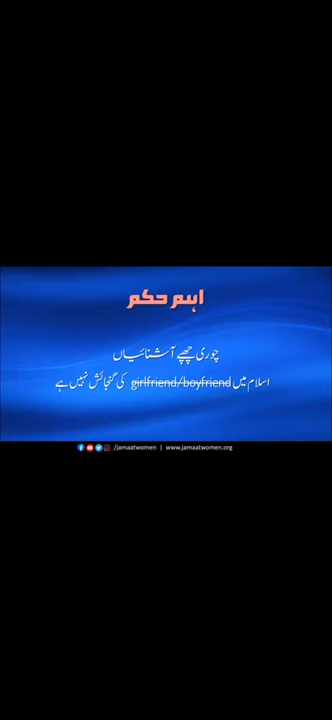 اہم حکم
چوری چھپے آشنائیاں
اسلام میں girlfriend/boyfriend کی گنجائش نہیں ہے
/jamaatwomen | www.jamaatwomen.org